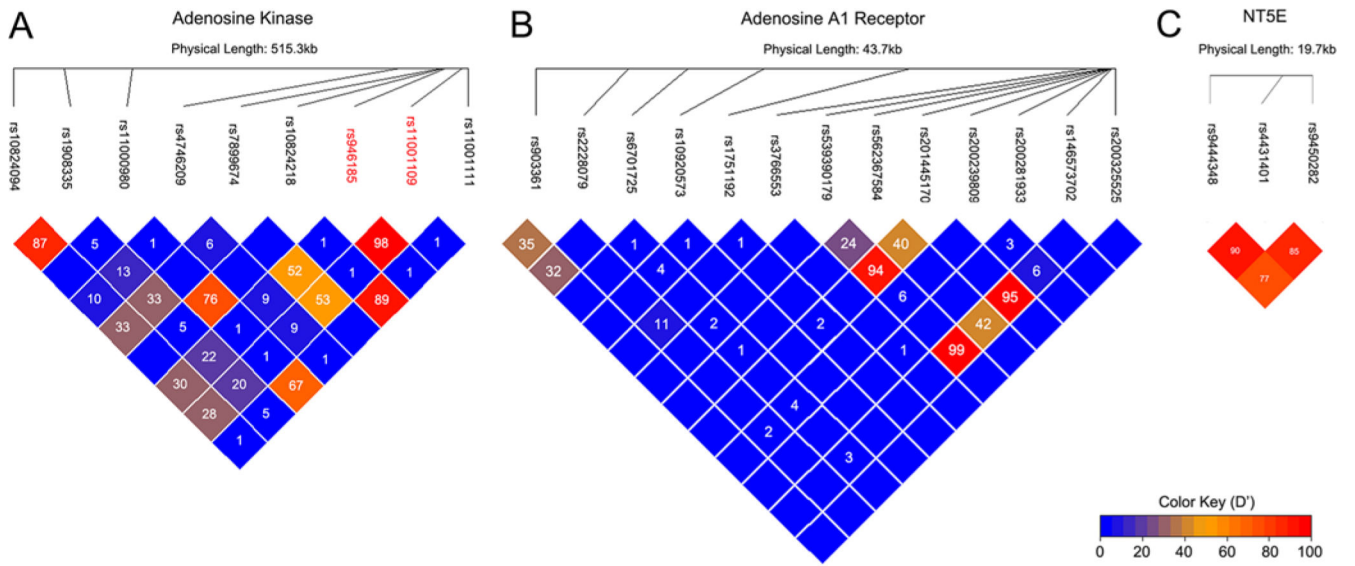 A
Adenosine Kinase
Physical Length: 515.3kb
rs10824094
rs1908335
rs11000980
rs4746209
rs7899674
rs10824218
rs946185
rs11001109
rs11001111
87 5 1 6 1 98 1
13 52 1 1
10 33 76 9 53 89
33 5 1 9
22 1 1
30 20 67
28 5
1
B
Adenosine A1 Receptor
Physical Length: 43.7kb
rs903361
rs2228079
rs6701725
rs10920573
rs1751192
rs3766553
rs539390179
rs562367584
rs201445170
rs200239809
rs200281933
rs146573702
rs200325525
35 1 1 1 24 40 3
32 4 94 6
6 95
11 2 2 42
1 1 99
4
2
3
C
NT5E
Physical Length: 19.7kb
rs9444348
rs4431401
rs9450282
90 85
77
Color Key (D')
0 20 40 60 80 100